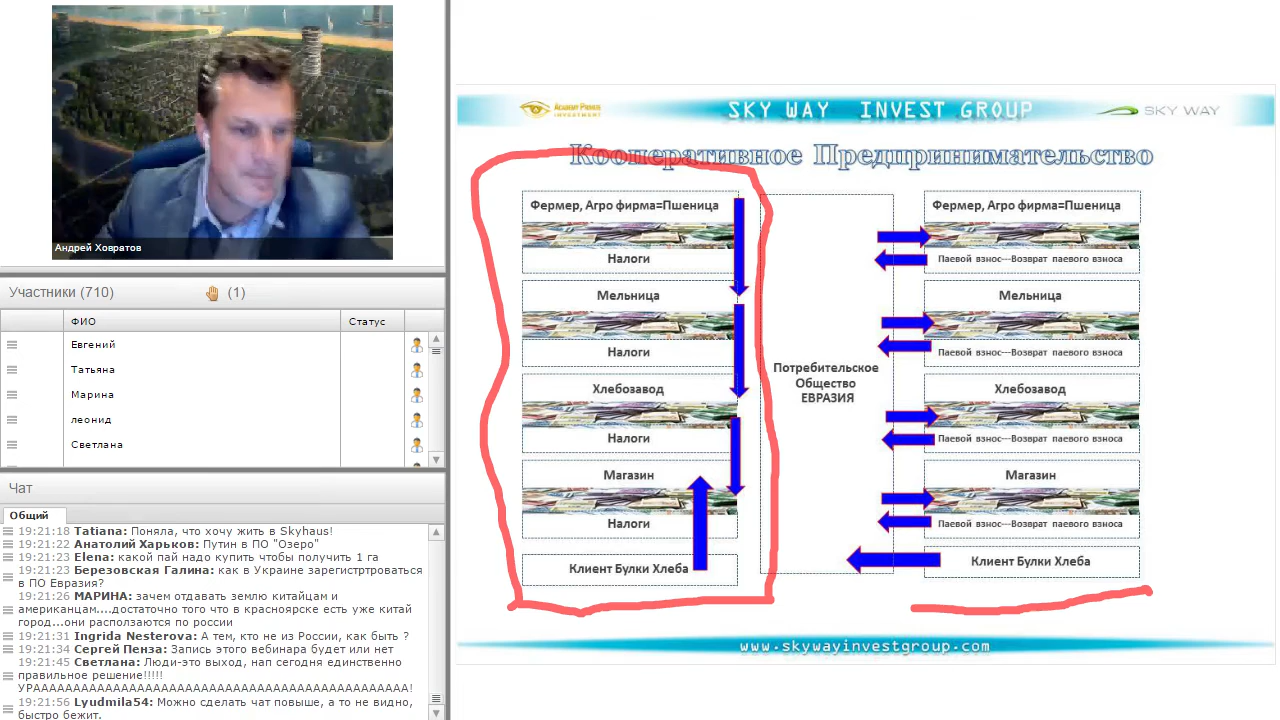 Андрей Ховратов
Участники (710)
(1)
ФИО
Статус
Евгений
Татьяна
Марина
леонид
Светлана
Чат
Общий
19:21:18 Tatiana: Поняла, что хочу жить в Skyhaus!
19:21:22 Анатолий Харьков: Путин в ПО "Озеро"
19:21:23 Elena: какой пай надо купить чтобы получить 1 га
19:21:23 Березовская Галина: как в Украине зарегистртроваться
в ПО Евразия?
19:21:26 МАРИНА: зачем отдавать землю китайцам и
американцам....достаточно того что в красноярске есть уже китай
город...они располозаются по россии
19:21:31 Ingrida Nesterova: А тем, кто не из России, как быть ?
19:21:34 Сергей Пенза: Запись этого вебинара будет или нет
19:21:45 Светлана: Люди-это выход, нап сегодня единственно
правильное решение!!!!!
УРАААААААААААААААААААААААААААААААААААААААААА!
19:21:56 Lyudmila54: Можно сделать чат повыше, а то не видно,
быстро бежит.
ACADEMY PRIVATE
INVESTMENT
SKY WAY INVEST GROUP
SKY WAY
Кооперативное Предпринимательство
Фермер, Агро фирма=Пшеница
Налоги
Мельница
Налоги
Хлебозавод
Налоги
Магазин
Налоги
Клиент Булки Хлеба
Потребительское
Общество
ЕВРАЗИЯ
Фермер, Агро фирма=Пшеница
Паевой взнос---Возврат паевого взноса
Мельница
Паевой взнос---Возврат паевого взноса
Хлебозавод
Паевой взнос---Возврат паевого взноса
Магазин
Паевой взнос---Возврат паевого взноса
Клиент Булки Хлеба
www.skywayinvestgroup.com